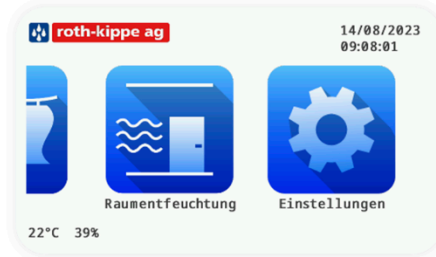 roth-kippe ag
14/08/2023
09:08:01
Raumentfeuchtung
Einstellungen
22°C 39%